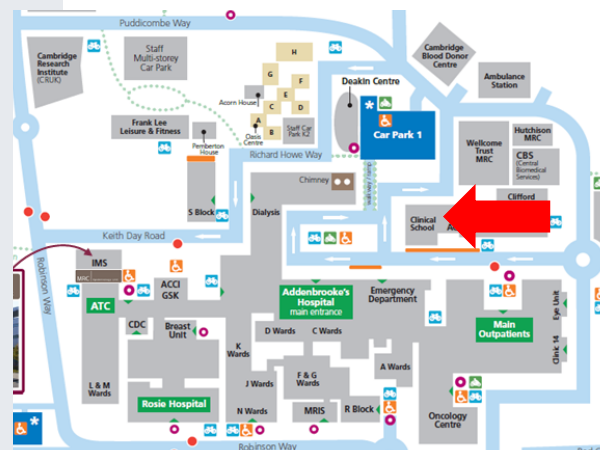 Puddicombe Way
Cambridge
Research
Institute
(CRUK)
Staff
Multi-storey
Car Park
H
G
F
E
C
D
A
B
Acorn House
Oasis
Centre
Staff Car
Park K2
Deakin Centre
*
Car Park 1
Cambridge
Blood Donor
Centre
Ambulance
Station
Frank Lee
Leisure & Fitness
Pemberton
House
Richard Howe Way
Wellcome
Trust
MRC
Hutchison
MRC
CBS
(Central
Biomedical
Services)
Clifford
Chimney
S Block
Dialysis
Clinical
School
Keith Day Road
Robinson Way
IMS
MRC
ATC
ACCI
GSK
CDC
Breast
Unit
L & M
Wards
Rosie Hospital
Addenbrooke's
Hospital
main entrance
Emergency
Department
D Wards
C Wards
K
Wards
J Wards
F & G
Wards
A Wards
N Wards
MRIS
R Block
Main
Outpatients
Eye Unit
Clinic 14
Oncology
Centre
*
Robinson Way